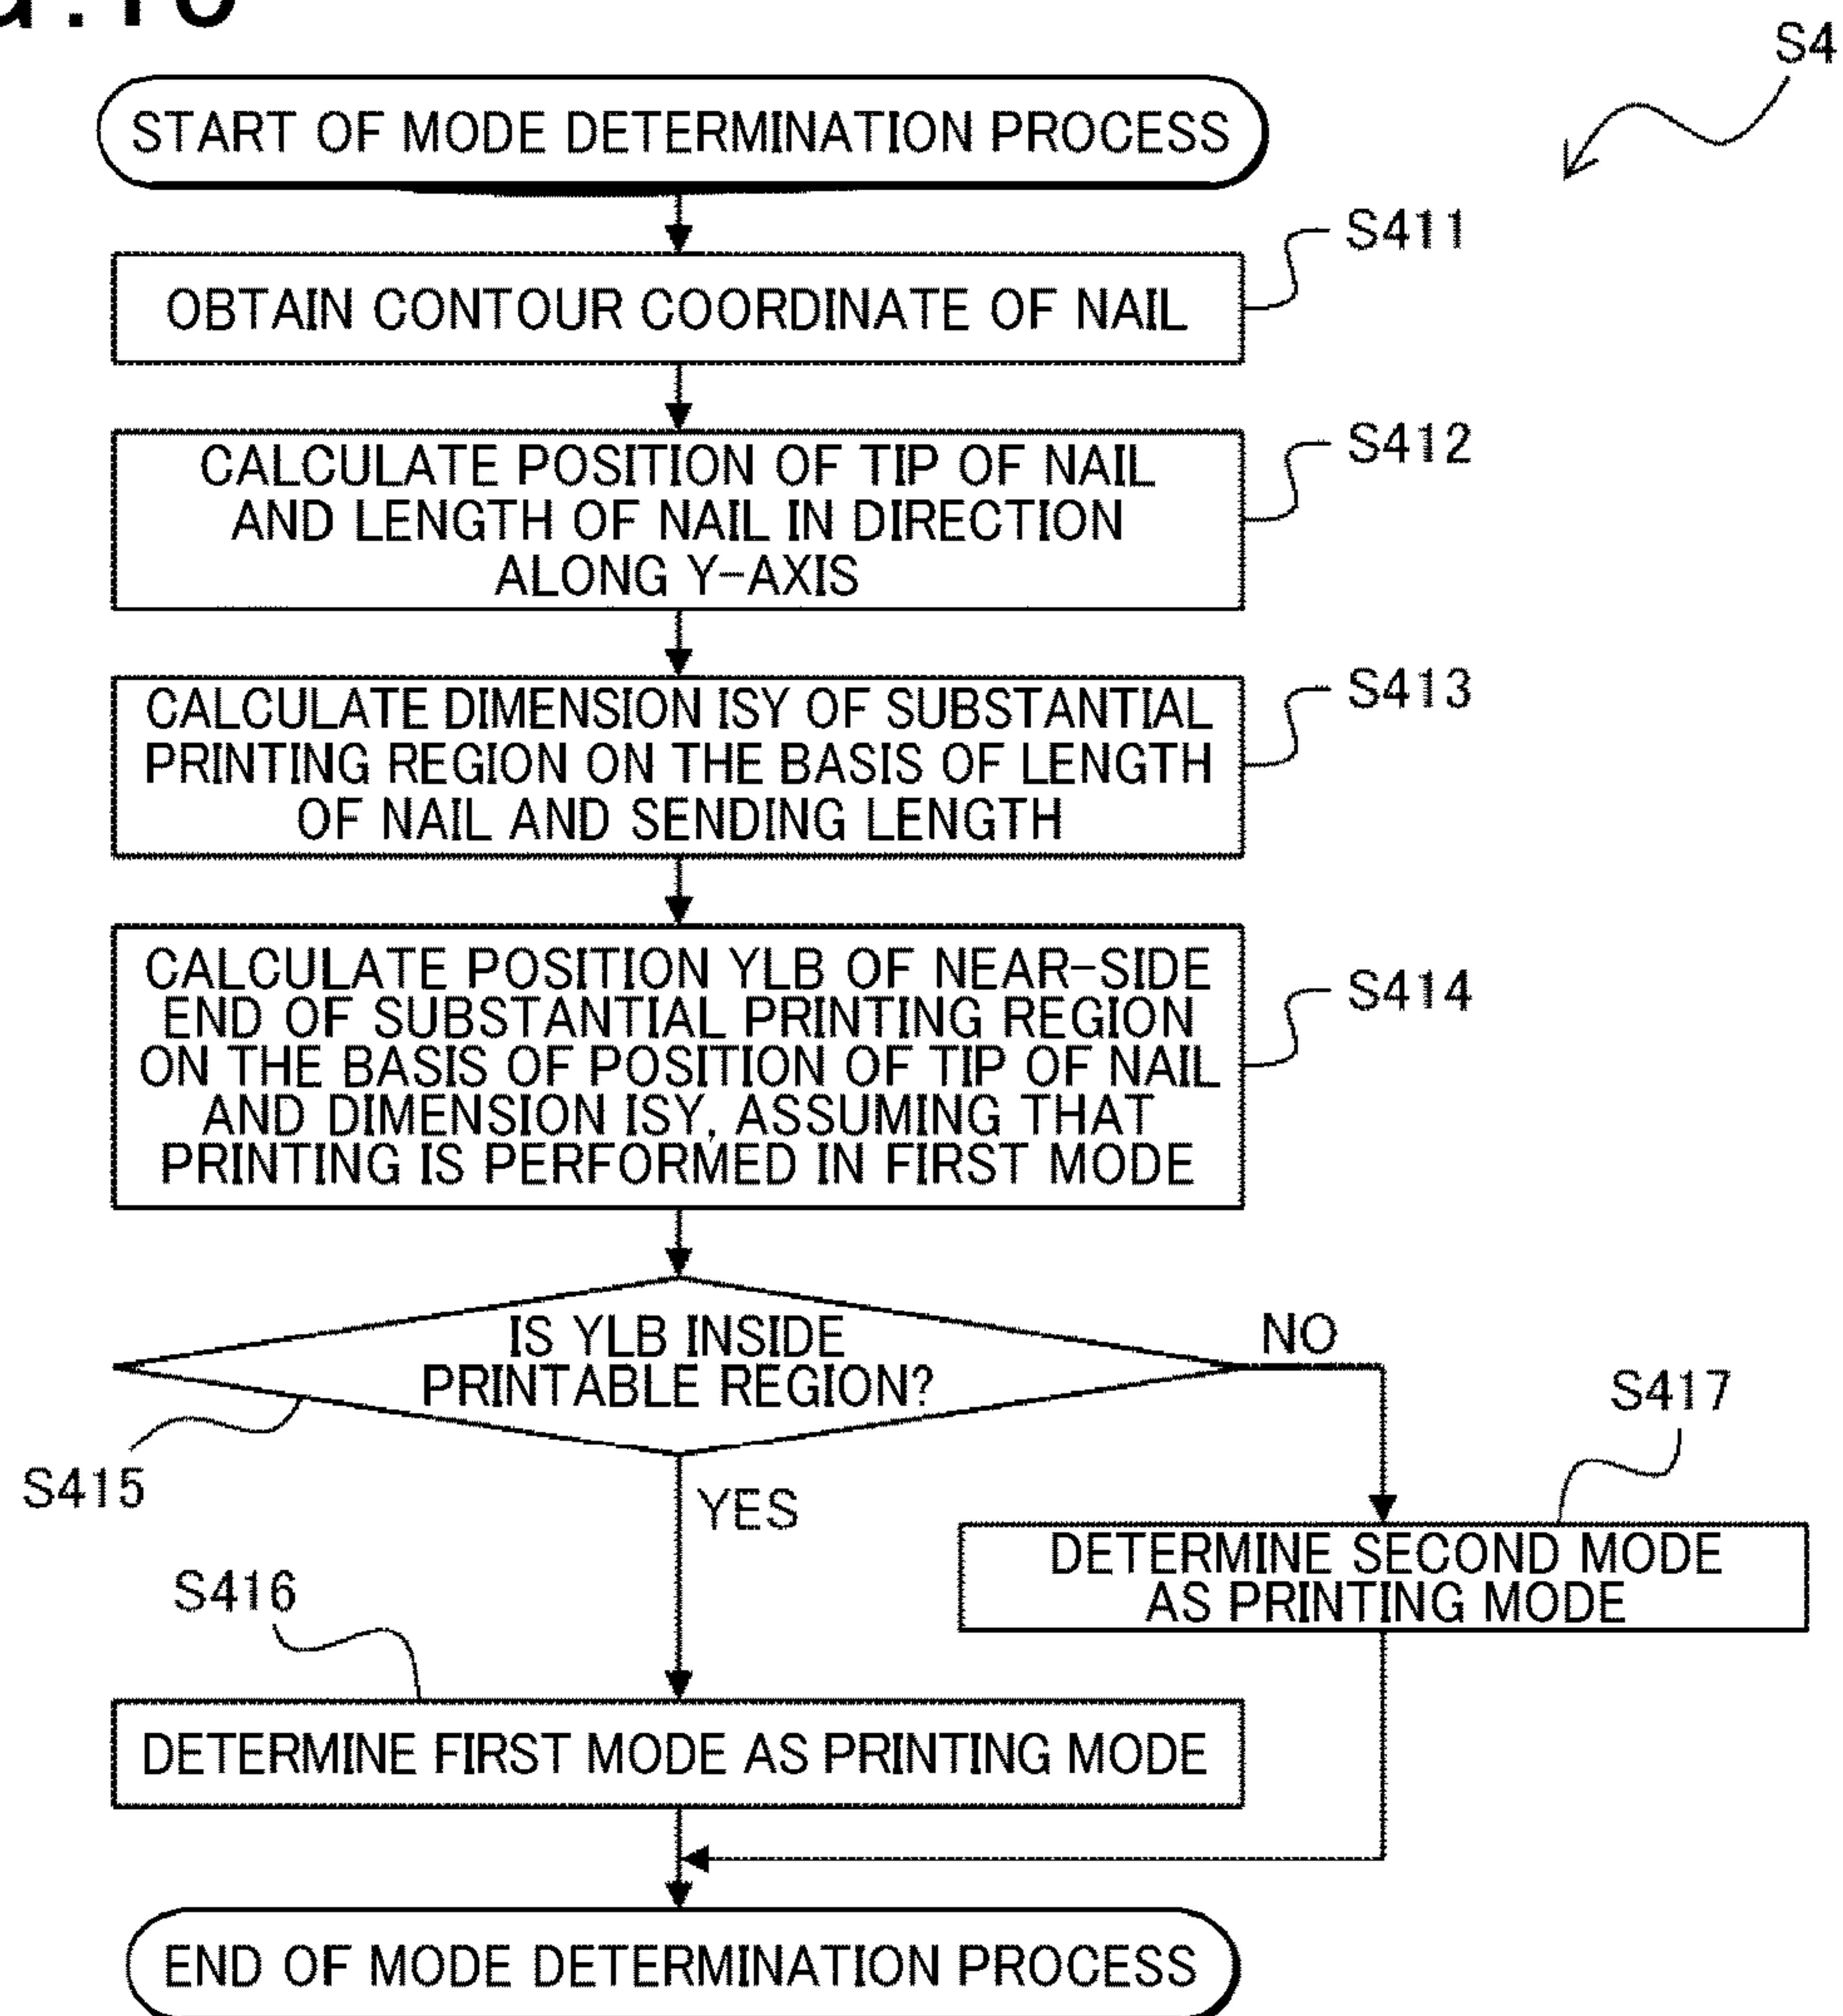 S4
START OF MODE DETERMINATION PROCESS
S411
OBTAIN CONTOUR COORDINATE OF NAIL
S412
CALCULATE POSITION OF TIP OF NAIL
AND LENGTH OF NAIL IN DIRECTION
ALONG Y-AXIS
S413
CALCULATE DIMENSION ISY OF SUBSTANTIAL
PRINTING REGION ON THE BASIS OF LENGTH
OF NAIL AND SENDING LENGTH
S414
CALCULATE POSITION YLB OF NEAR-SIDE
END OF SUBSTANTIAL PRINTING REGION
ON THE BASIS OF POSITION OF TIP OF NAIL
AND DIMENSION ISY, ASSUMING THAT
PRINTING IS PERFORMED IN FIRST MODE
IS YLB INSIDE
PRINTABLE REGION?
NO
S415
YES
S417
DETERMINE SECOND MODE
AS PRINTING MODE
S416
DETERMINE FIRST MODE AS PRINTING MODE
END OF MODE DETERMINATION PROCESS